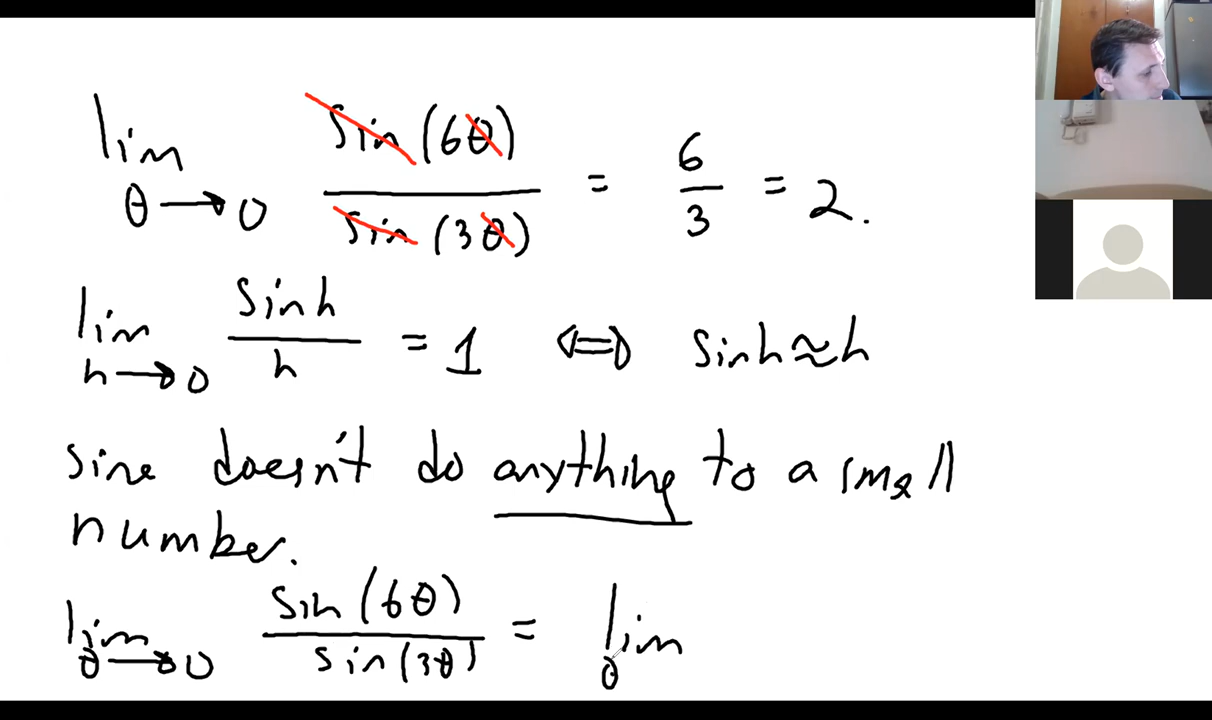 lim θ→0 sin(6θ)/sin(3θ) = 6/3 = 2.
lim h→0 sinh/h = 1 ⟺ sinh≈h
sine doesn't do anything to a small
number.
lim θ→0 sin(6θ)/sin(3θ) = lim θ